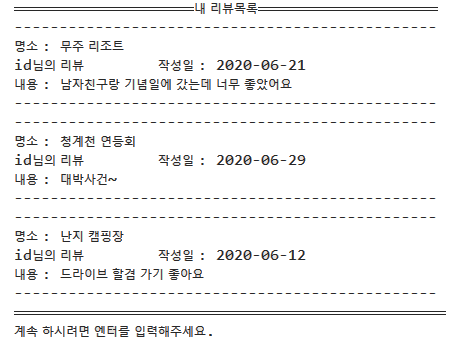 ═══════════════════내 리뷰목록═══════════════════
-----------------------------------------------
명소 : 무주 리조트
id님의 리뷰 작성일 : 2020-06-21
내용 : 남자친구랑 기념일에 갔는데 너무 좋았어요
-----------------------------------------------
-----------------------------------------------
명소 : 청계천 연등회
id님의 리뷰 작성일 : 2020-06-29
내용 : 대박사건~
-----------------------------------------------
-----------------------------------------------
명소 : 난지 캠핑장
id님의 리뷰 작성일 : 2020-06-12
내용 : 드라이브 할겸 가기 좋아요
-----------------------------------------------
════════════════════════════════════════════════
계속 하시려면 엔터를 입력해주세요.